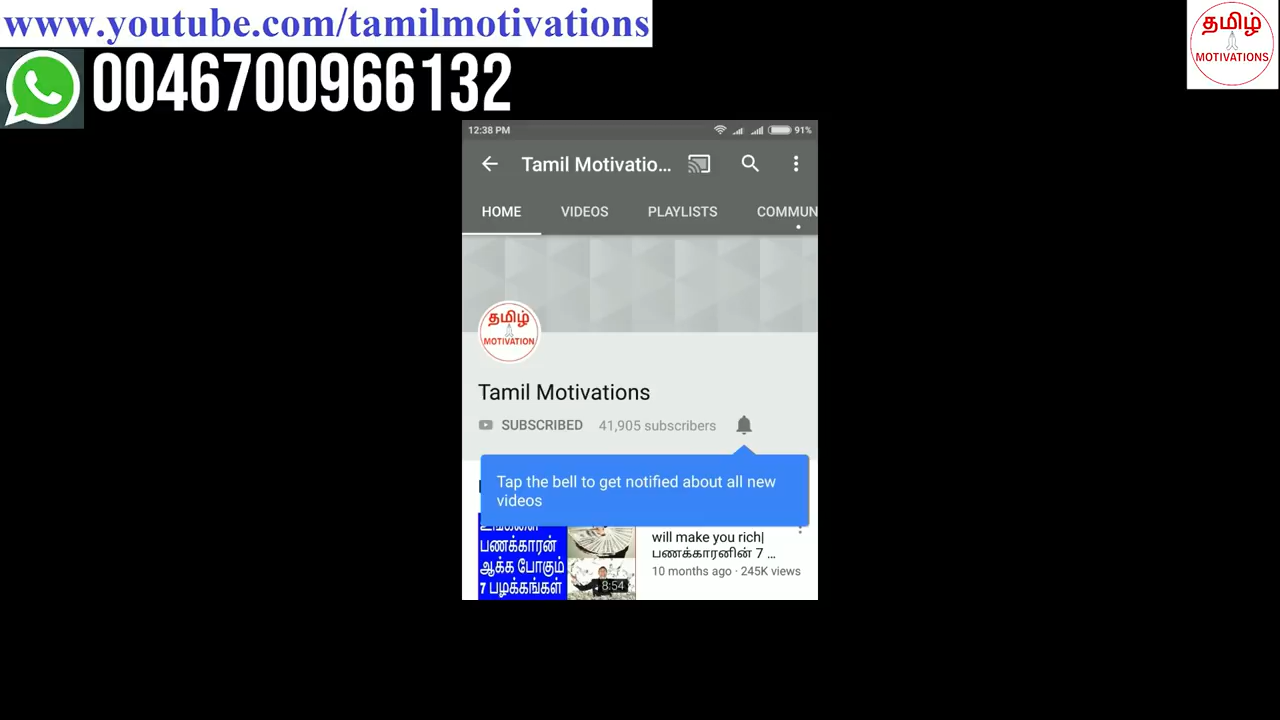 www.youtube.com/tamilmotivations
0046700966132
தமிழ்
MOTIVATIONS
12:38 PM
91%
Tamil Motivatio...
HOME
VIDEOS
PLAYLISTS
COMMUN
தமிழ்
MOTIVATION
Tamil Motivations
SUBSCRIBED
41,905 subscribers
Tap the bell to get notified about all new
videos
உங்களை
பணக்காரன்
ஆக்க போகும்
7 பழக்கங்கள்
8:54
will make you rich|
பணக்காரனின் 7 ...
10 months ago · 245K views